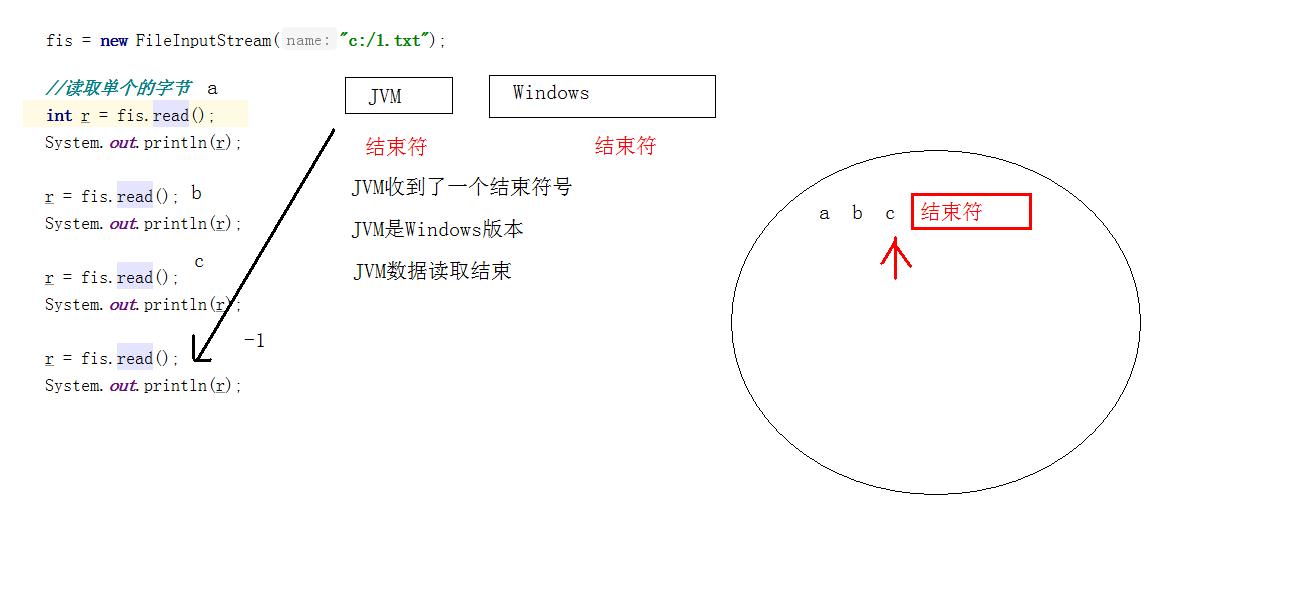 fis = new FileInputStream( name: "c:/1.txt");
//读取单个的字节 a
int r = fis.read();
System.out.println(r);
r = fis.read(); b
System.out.println(r);
c
r = fis.read();
System.out.println(r);
-1
r = fis.read();
System.out.println(r);
JVM
Windows
结束符
结束符
JVM收到了一个结束符号
JVM是Windows版本
JVM数据读取结束
a b c 结束符